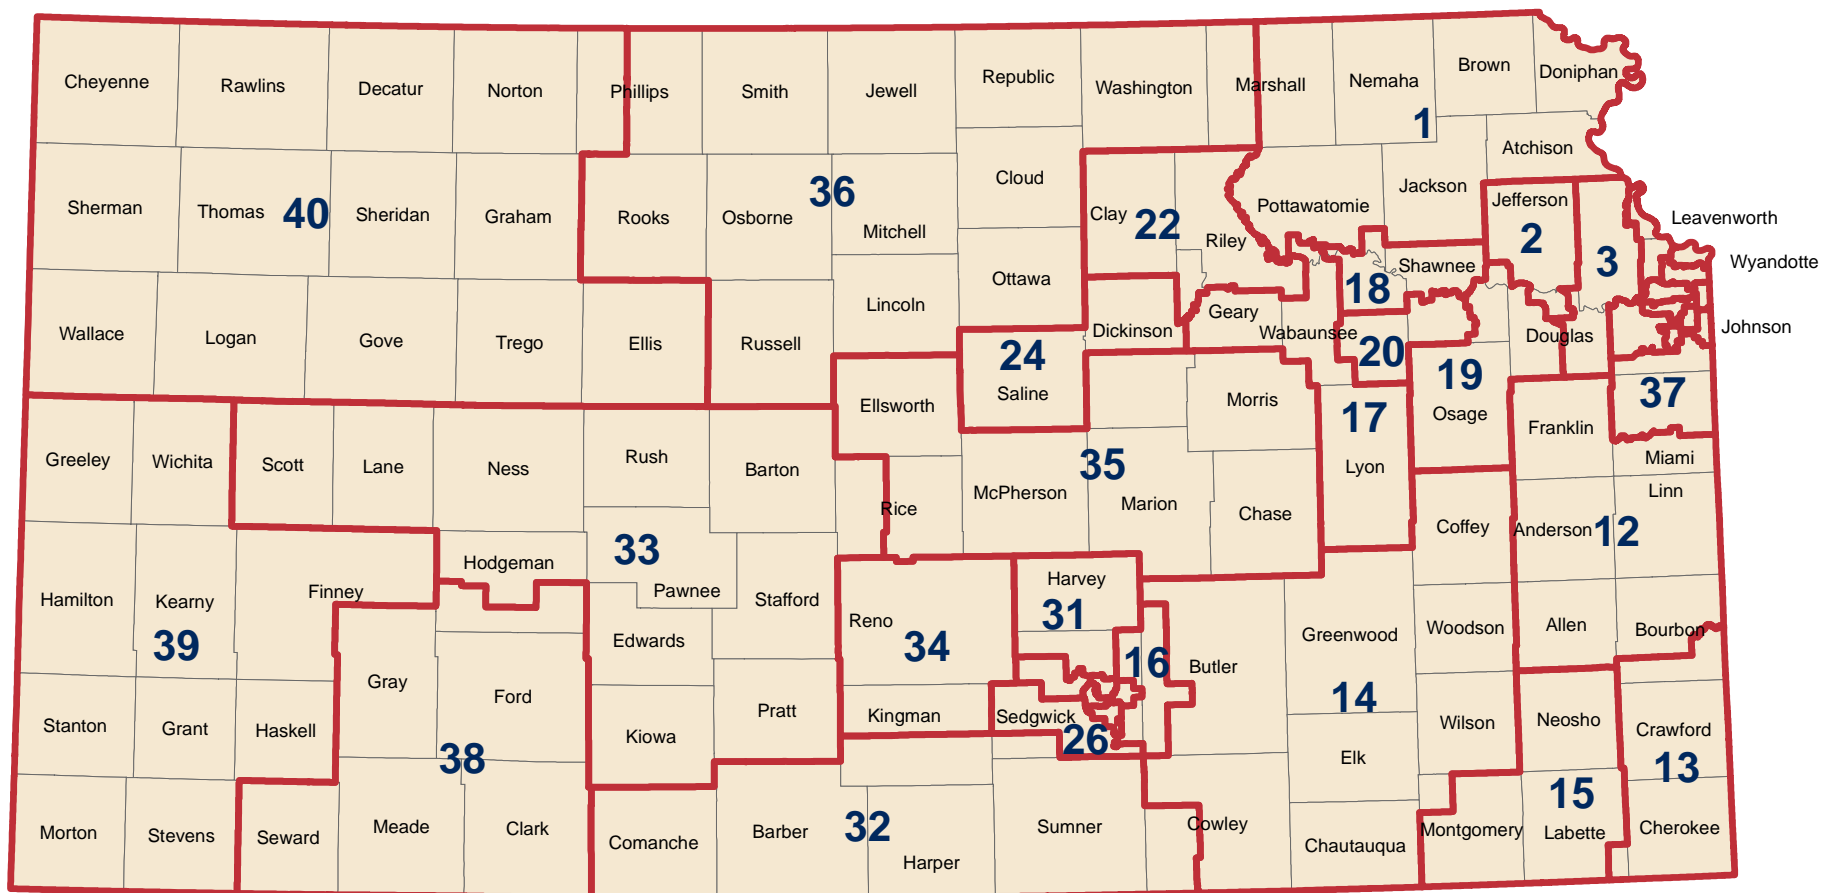 Cheyenne
Rawlins
Decatur
Norton
Phillips
Smith
Jewell
Republic
Washington
Marshall
Nemaha
Brown
Doniphan
1
Atchison
Sherman
Thomas
40
Sheridan
Graham
Rooks
Osborne
36
Mitchell
Cloud
Clay
22
Riley
Pottawatomie
Jackson
Jefferson
2
3
Leavenworth
Wyandotte
Shawnee
18
Ottawa
Lincoln
Wallace
Logan
Gove
Trego
Ellis
Russell
24
Saline
Dickinson
Geary
Wabaunsee
20
19
Osage
Douglas
Johnson
37
Ellsworth
Morris
17
Lyon
Franklin
Miami
Linn
Greeley
Wichita
Scott
Lane
Ness
Rush
Barton
Rice
McPherson
35
Marion
Chase
Coffey
Anderson
12
Hodgeman
33
Pawnee
Stafford
Hamilton
Kearny
Finney
39
Harvey
31
Reno
34
16
Butler
Greenwood
Woodson
Allen
Bourbon
Edwards
Gray
Ford
38
Stanton
Grant
Haskell
Kiowa
Pratt
Kingman
Sedgwick
26
14
Elk
Wilson
Neosho
Crawford
13
Morton
Stevens
Seward
Meade
Clark
Comanche
Barber
32
Harper
Sumner
Cowley
Chautauqua
Montgomery
15
Labette
Cherokee